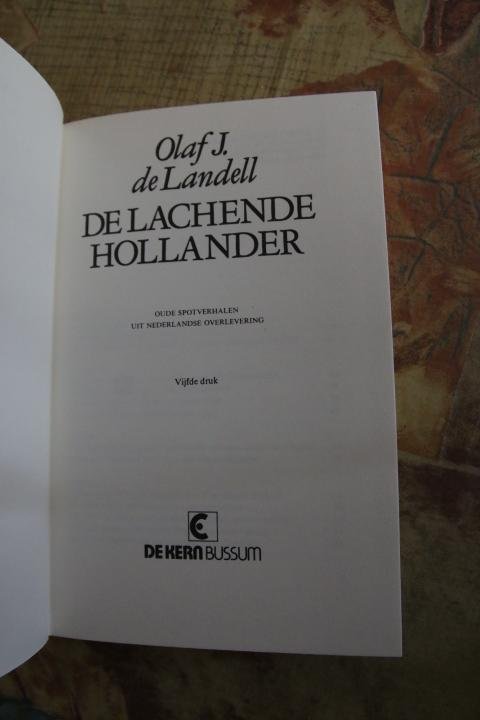 Olaf J.
de Landell
DE LACHENDE
HOLLANDER
OUDE SPOTVERHALEN
UIT NEDERLANDSE OVERLEVERING
Vijfde druk
DE KERN BUSSUM